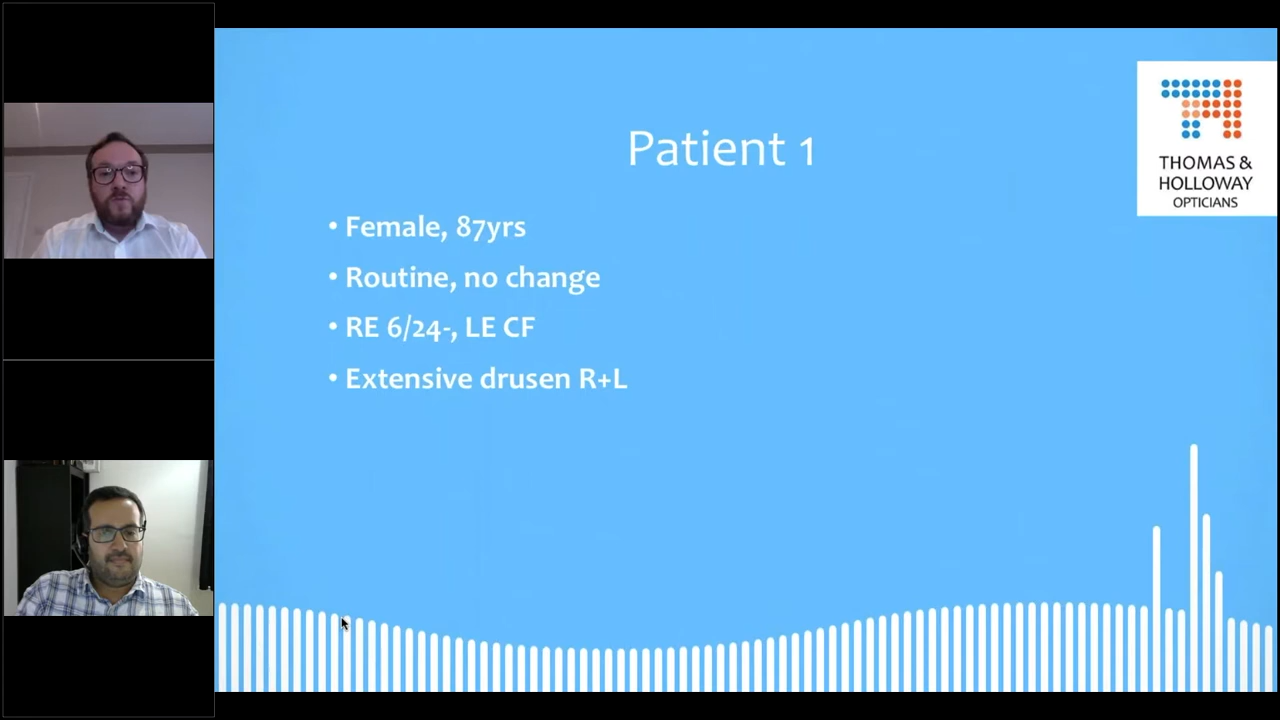 Patient 1
• Female, 87yrs
• Routine, no change
• RE 6/24-, LE CF
• Extensive drusen R+L
THOMAS &
HOLLOWAY
OPTICIANS